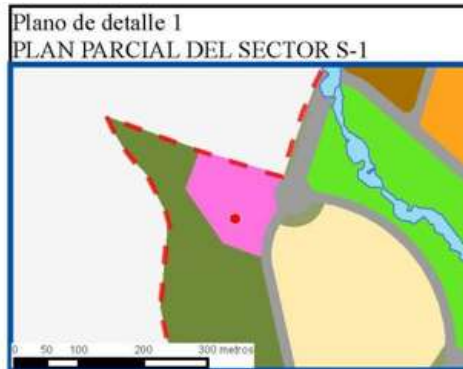 Plano de detalle 1
PLAN PARCIAL DEL SECTOR S-1
0 50 100 200 300 metros